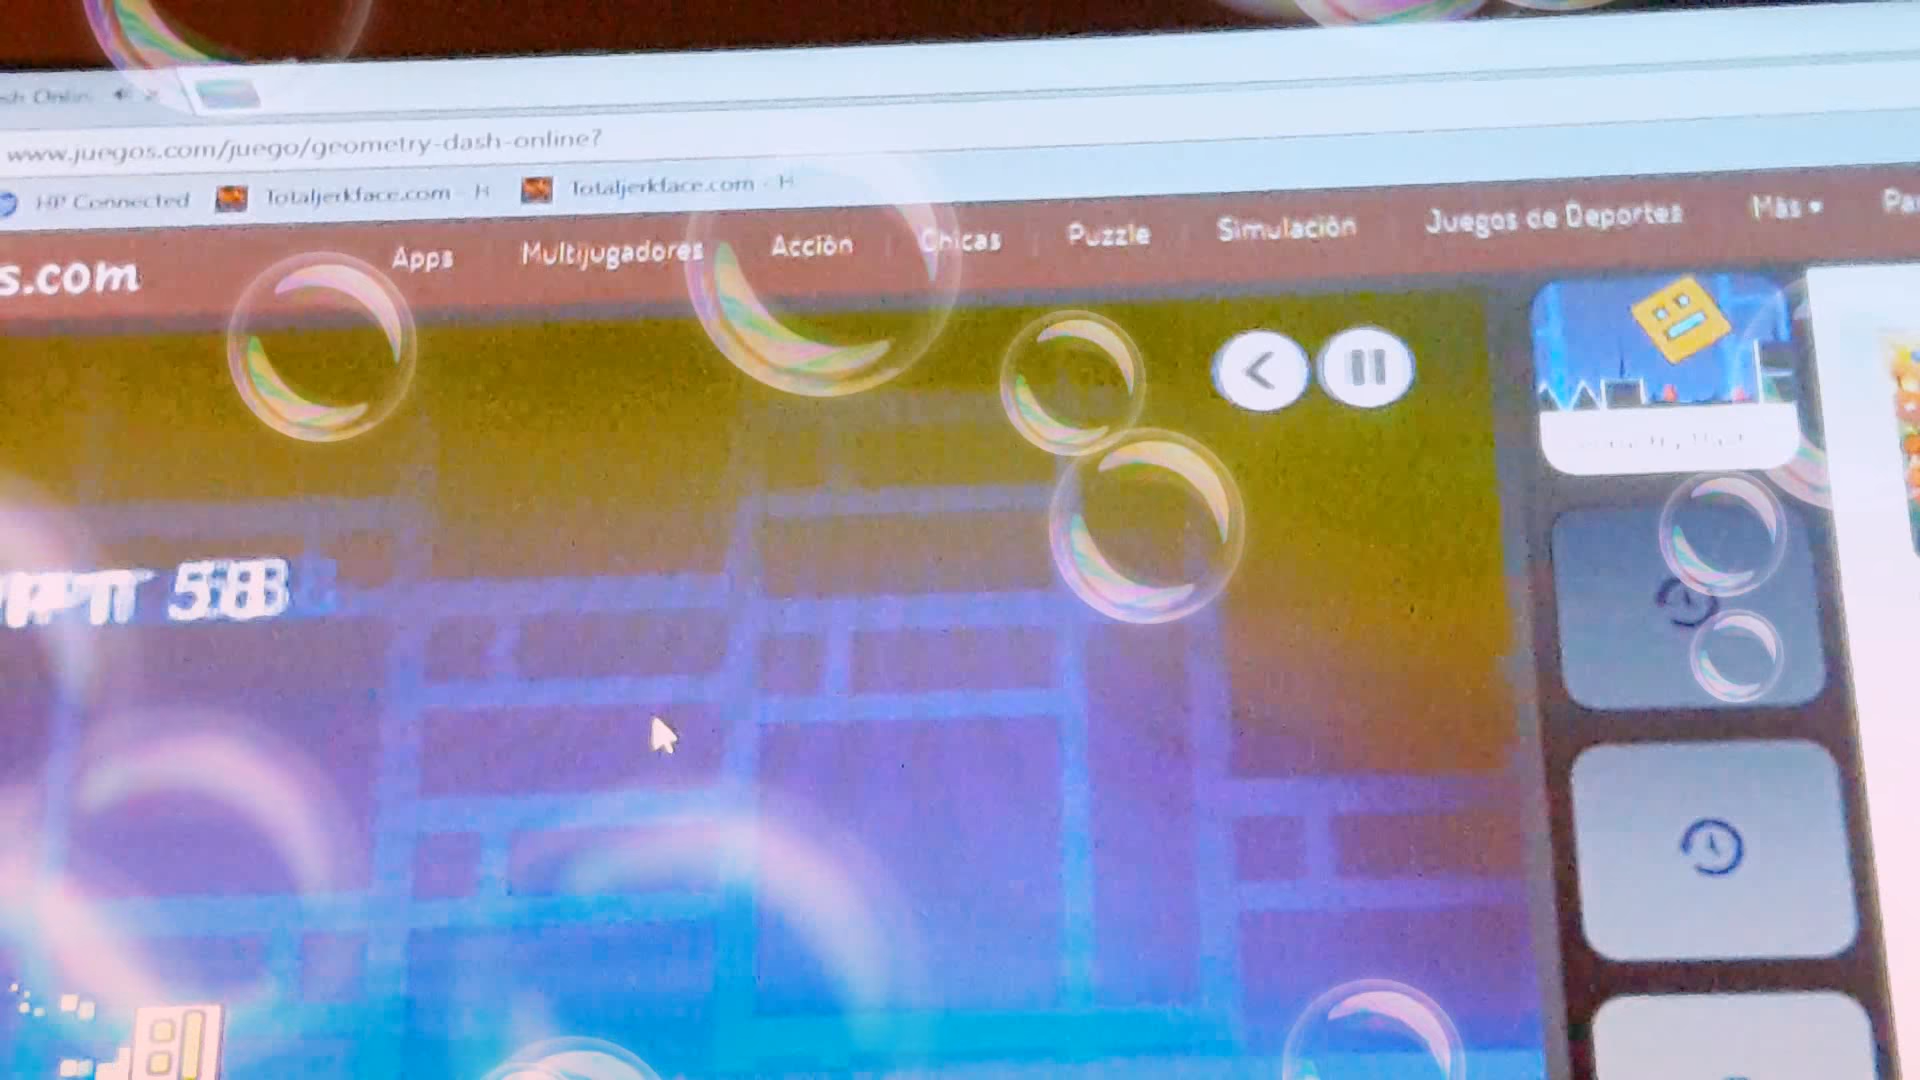 www.juegos.com/juego/geometry-dash-online?
HP Connected Totaljerkface.com - H Totaljerkface.com - H
s.com Apps Multijugadores Acción Chicas Puzzle Simulación Juegos de Deportes Más
58